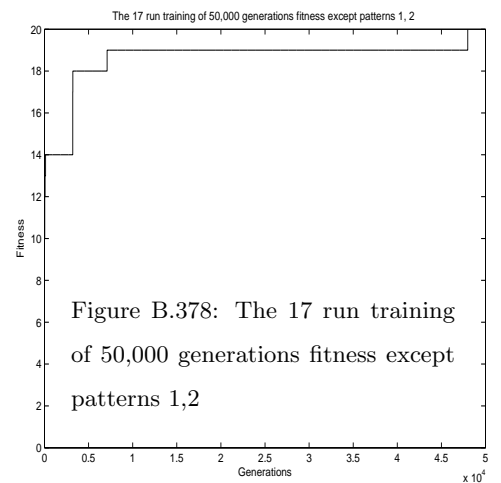 The 17 run training of 50,000 generations fitness except patterns 1, 2
20
18
16
14
12
10
8
6
4
2
0
Fitness
Figure B.378: The 17 run training
of 50,000 generations fitness except
patterns 1,2
0 0.5 1 1.5 2 2.5 3 3.5 4 4.5 5
Generations
x 10⁴